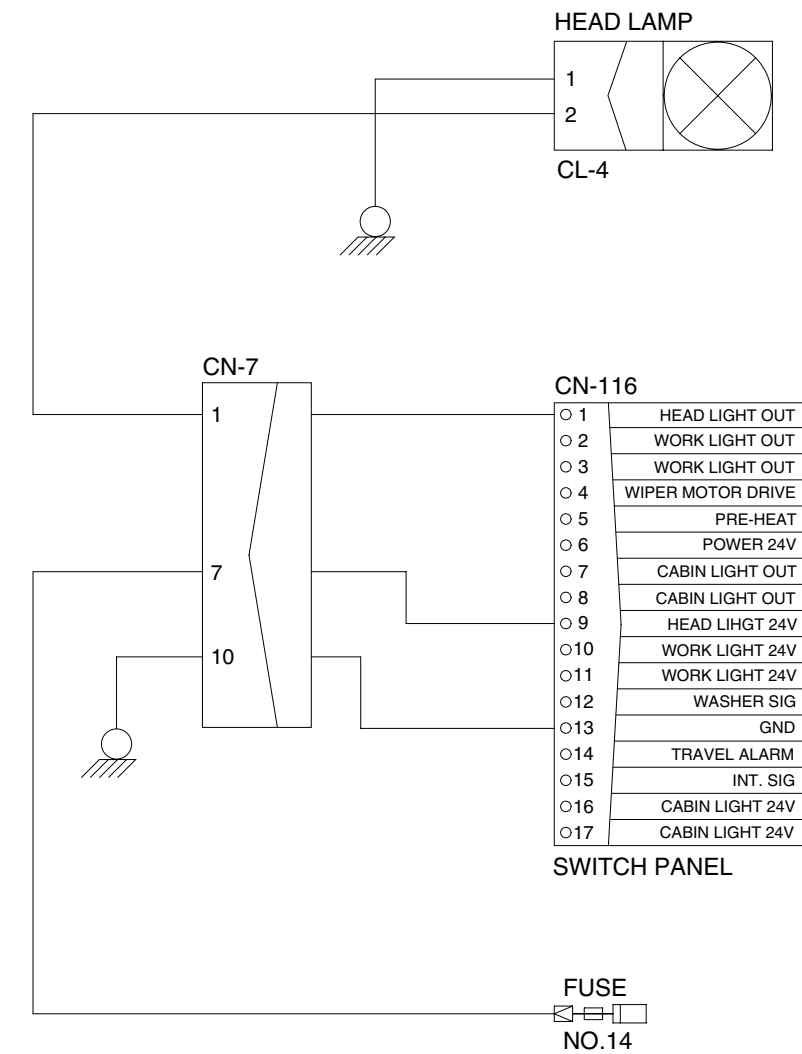 HEAD LAMP
1
2
CL-4
CN-7
1
7
10
CN-116
1 HEAD LIGHT OUT
2 WORK LIGHT OUT
3 WORK LIGHT OUT
4 WIPER MOTOR DRIVE
5 PRE-HEAT
6 POWER 24V
7 CABIN LIGHT OUT
8 CABIN LIGHT OUT
9 HEAD LIHGT 24V
10 WORK LIGHT 24V
11 WORK LIGHT 24V
12 WASHER SIG
13 GND
14 TRAVEL ALARM
15 INT. SIG
16 CABIN LIGHT 24V
17 CABIN LIGHT 24V
SWITCH PANEL
FUSE
NO.14